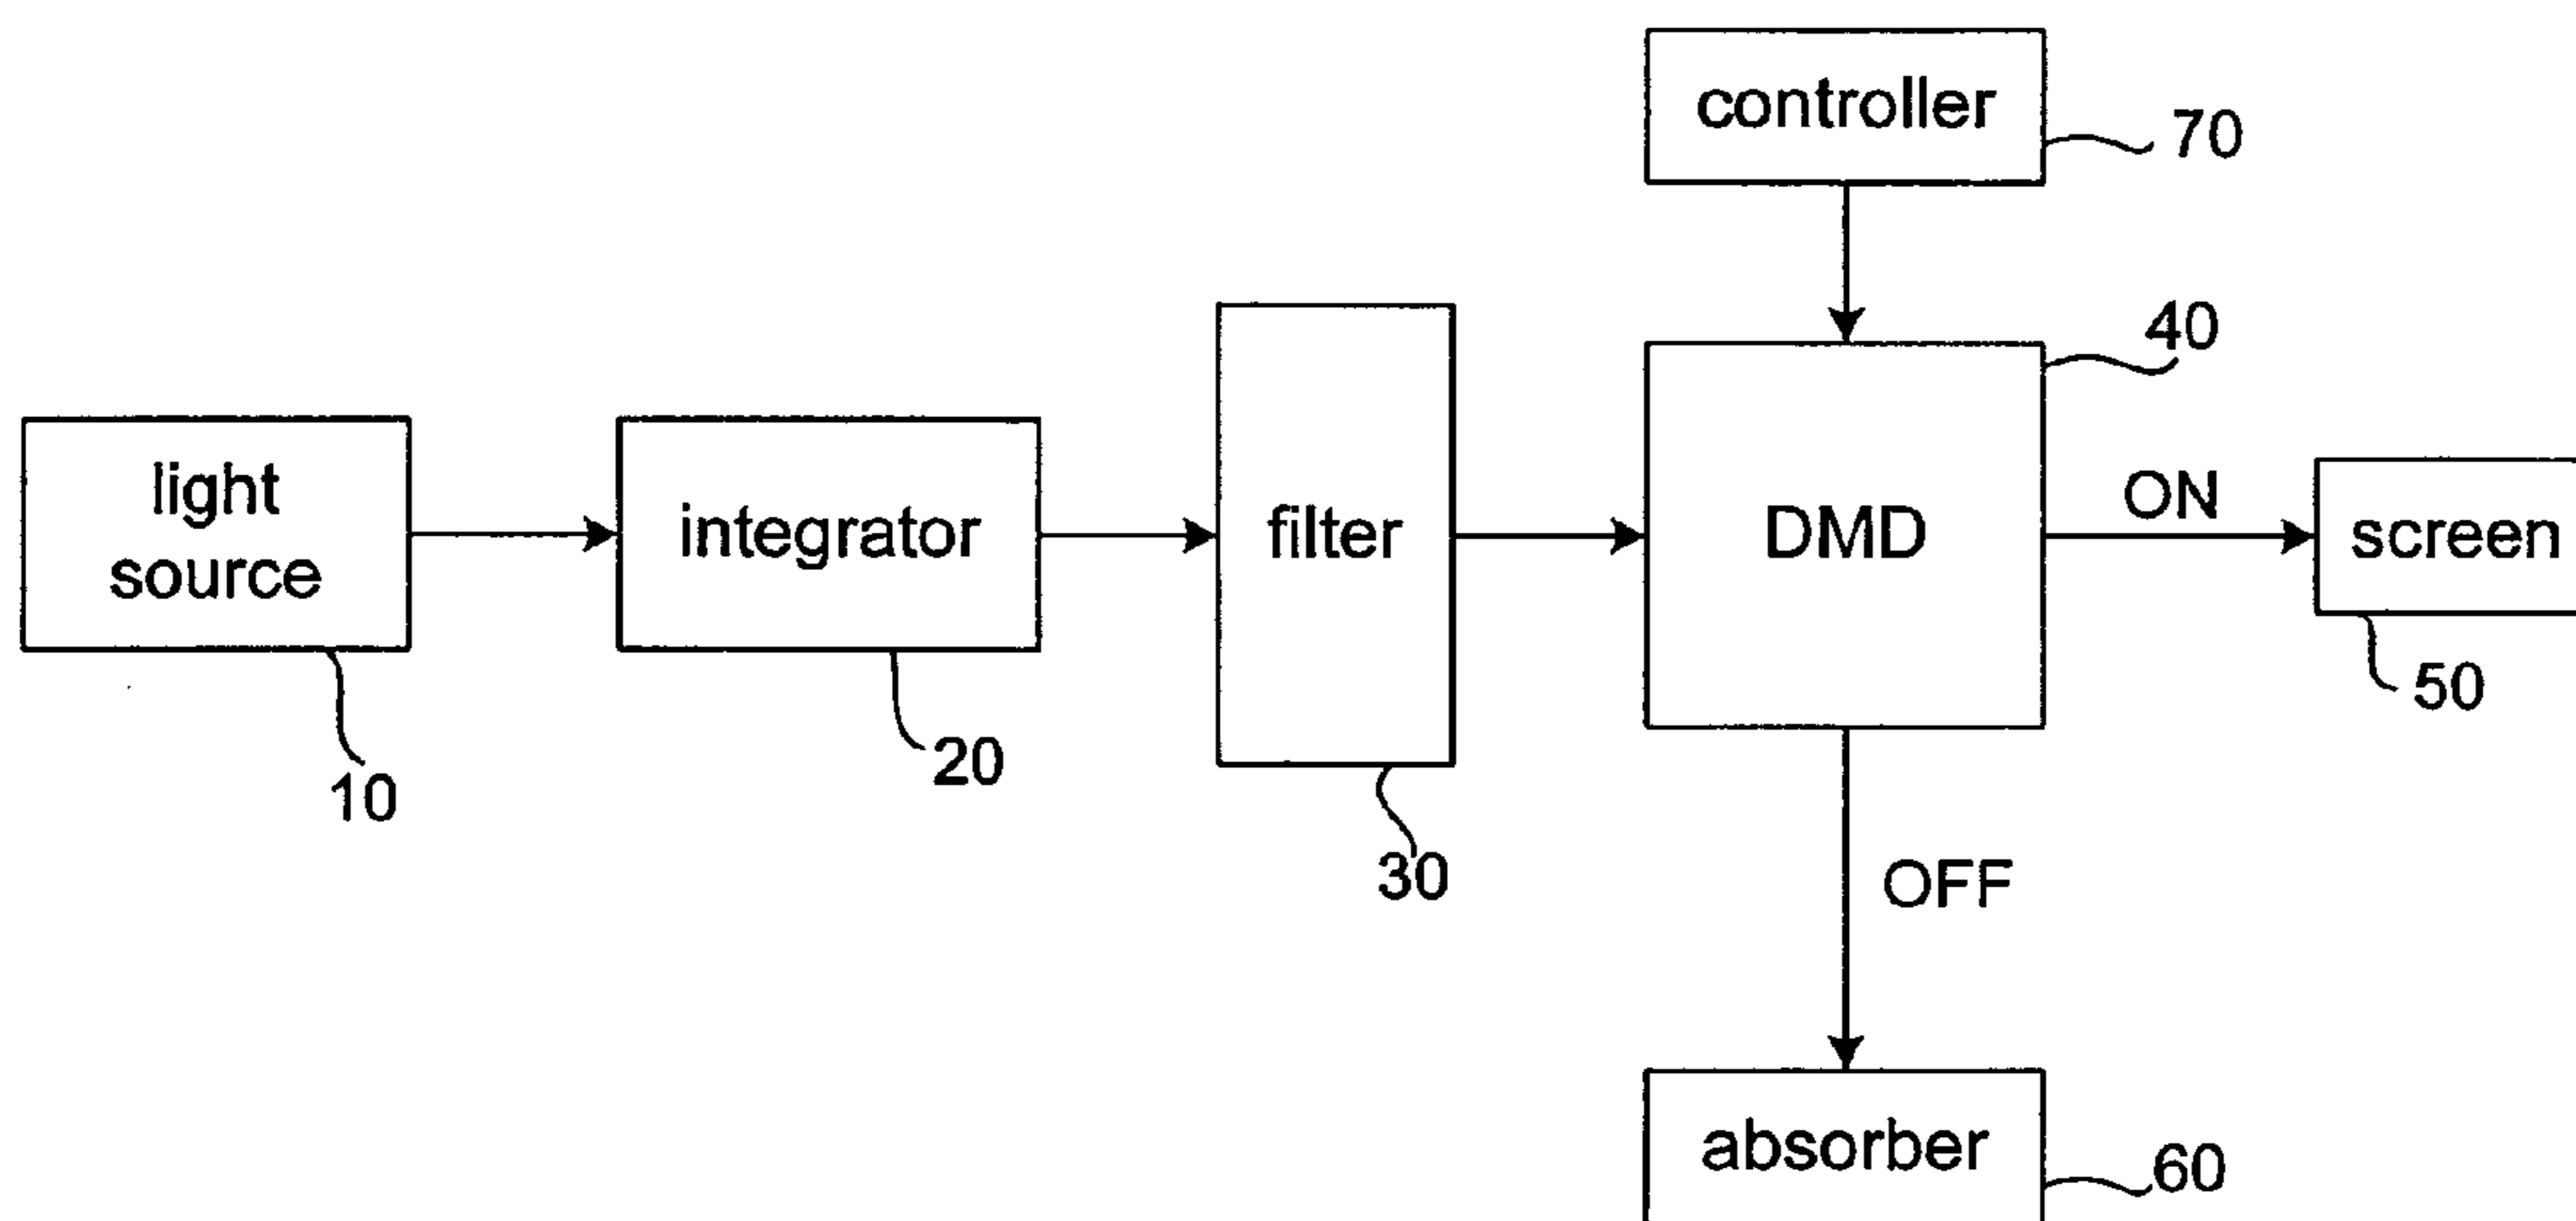 controller
70
40
light
source
integrator
filter
DMD
ON
screen
50
10
20
30
OFF
absorber
60